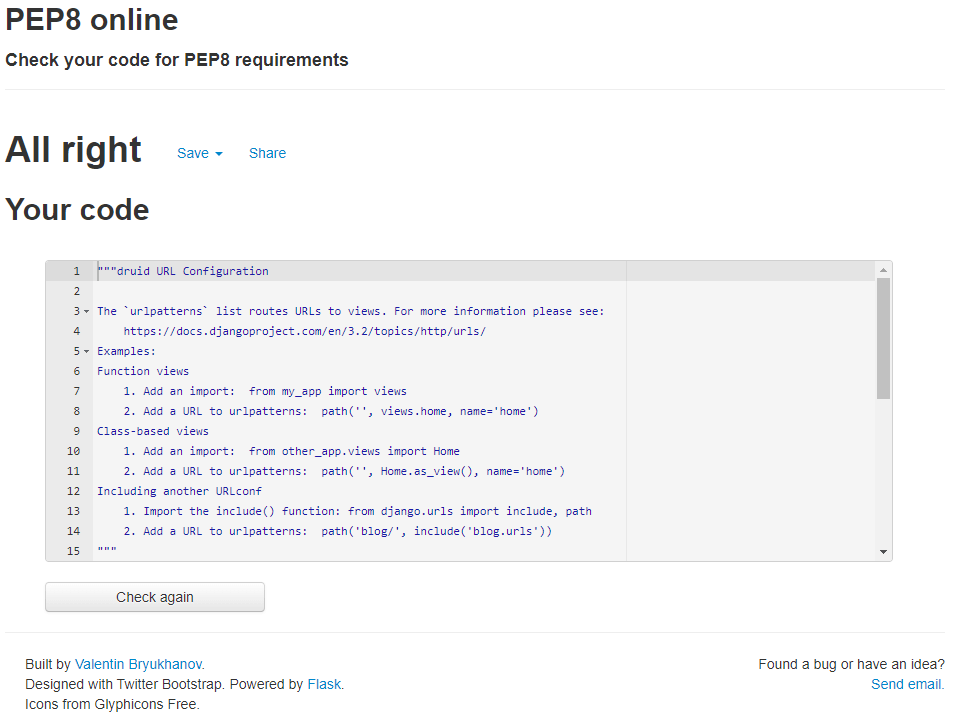 PEP8 online
Check your code for PEP8 requirements
All right Save Share
Your code
1 """druid URL Configuration
2
3 The `urlpatterns` list routes URLs to views. For more information please see:
4     https://docs.djangoproject.com/en/3.2/topics/http/urls/
5 Examples:
6 Function views
7     1. Add an import:  from my_app import views
8     2. Add a URL to urlpatterns:  path('', views.home, name='home')
9 Class-based views
10     1. Add an import:  from other_app.views import Home
11     2. Add a URL to urlpatterns:  path('', Home.as_view(), name='home')
12 Including another URLconf
13     1. Import the include() function: from django.urls import include, path
14     2. Add a URL to urlpatterns:  path('blog/', include('blog.urls'))
15 """
Check again
Built by Valentin Bryukhanov. Found a bug or have an idea?
Designed with Twitter Bootstrap. Powered by Flask. Send email.
Icons from Glyphicons Free.